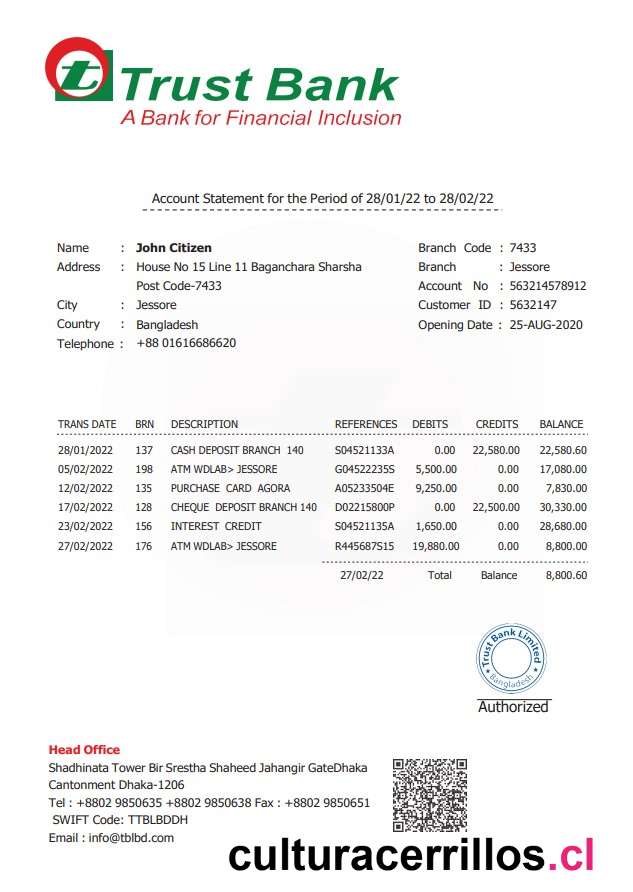 t Trust Bank
A Bank for Financial Inclusion
Account Statement for the Period of 28/01/22 to 28/02/22
Name : John Citizen
Address : House No 15 Line 11 Baganchara Sharsha
Post Code-7433
City : Jessore
Country : Bangladesh
Telephone : +88 01616686620
Branch Code : 7433
Branch : Jessore
Account No : 563214578912
Customer ID : 5632147
Opening Date : 25-AUG-2020
TRANS DATE BRN DESCRIPTION REFERENCES DEBITS CREDITS BALANCE
28/01/2022 137 CASH DEPOSIT BRANCH 140 S04521133A 0.00 22,580.00 22,580.60
05/02/2022 198 ATM WDLAB> JESSORE G04522235S 5,500.00 0.00 17,080.00
12/02/2022 135 PURCHASE CARD AGORA A05233504E 9,250.00 0.00 7,830.00
17/02/2022 128 CHEQUE DEPOSIT BRANCH 140 D02215800P 0.00 22,500.00 30,330.00
23/02/2022 156 INTEREST CREDIT S04521135A 1,650.00 0.00 28,680.00
27/02/2022 176 ATM WDLAB> JESSORE R445687S15 19,880.00 0.00 8,800.00
27/02/22 Total Balance 8,800.60
Trust Bank Limited
Bangladesh
Authorized
Head Office
Shadhinata Tower Bir Srestha Shaheed Jahangir GateDhaka
Cantonment Dhaka-1206
Tel : +8802 9850635 +8802 9850638 Fax : +8802 9850651
SWIFT Code: TTBLBDDH
Email : info@tblbd.com
culturacerrillos.cl